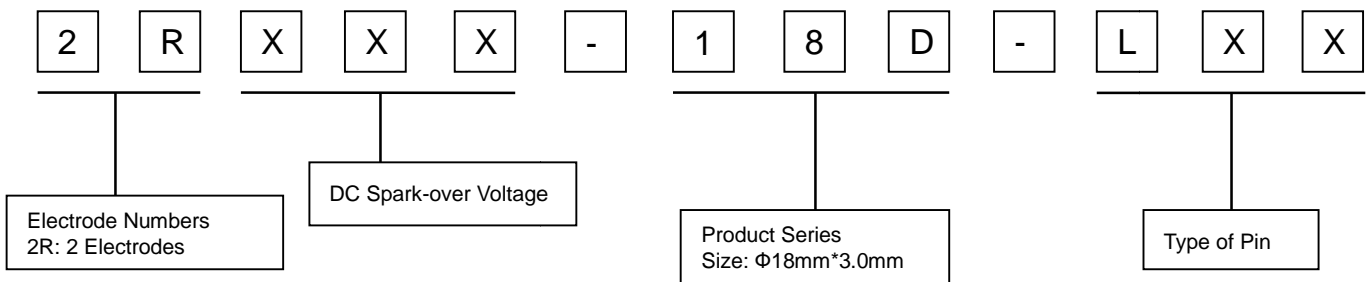 2 R X X X - 1 8 D - L X X
DC Spark-over Voltage
Electrode Numbers
2R: 2 Electrodes
Product Series
Size: Φ18mm*3.0mm
Type of Pin